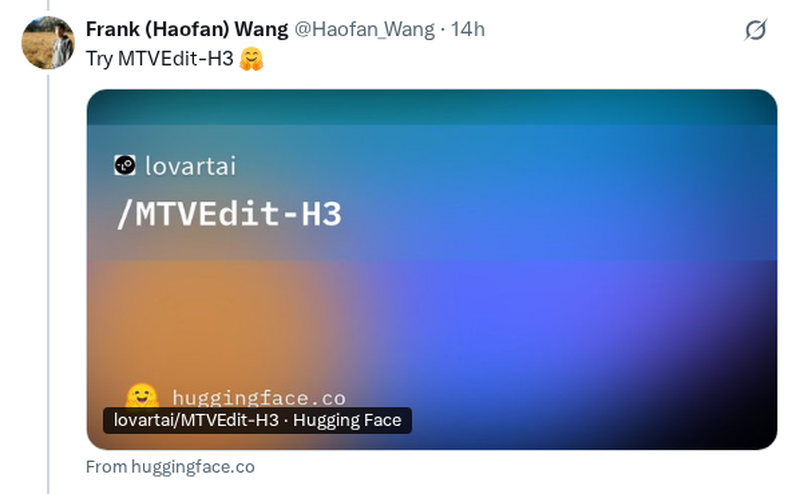 Frank (Haofan) Wang @Haofan_Wang · 14h
Try MTVEdit-H3 🤗
lovartai
/MTVEdit-H3
huggingface.co
lovartai/MTVEdit-H3 · Hugging Face
From huggingface.co